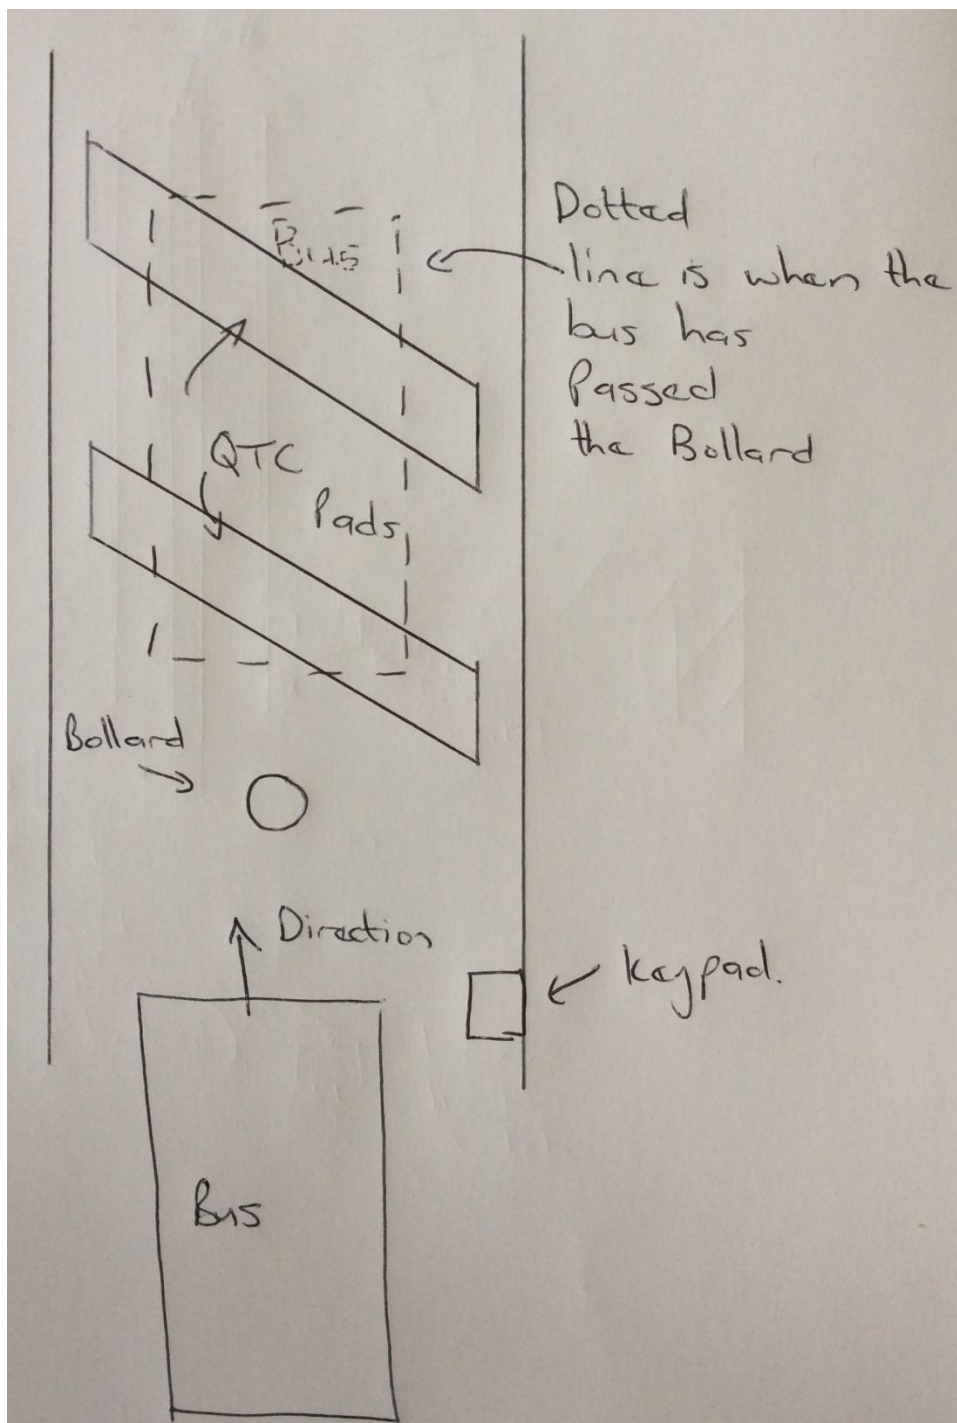 Bus
Dotted
line is when the
bus has
Passed
the Bollard
QTC
Pads
Bollard
Direction
Keypad.
Bus